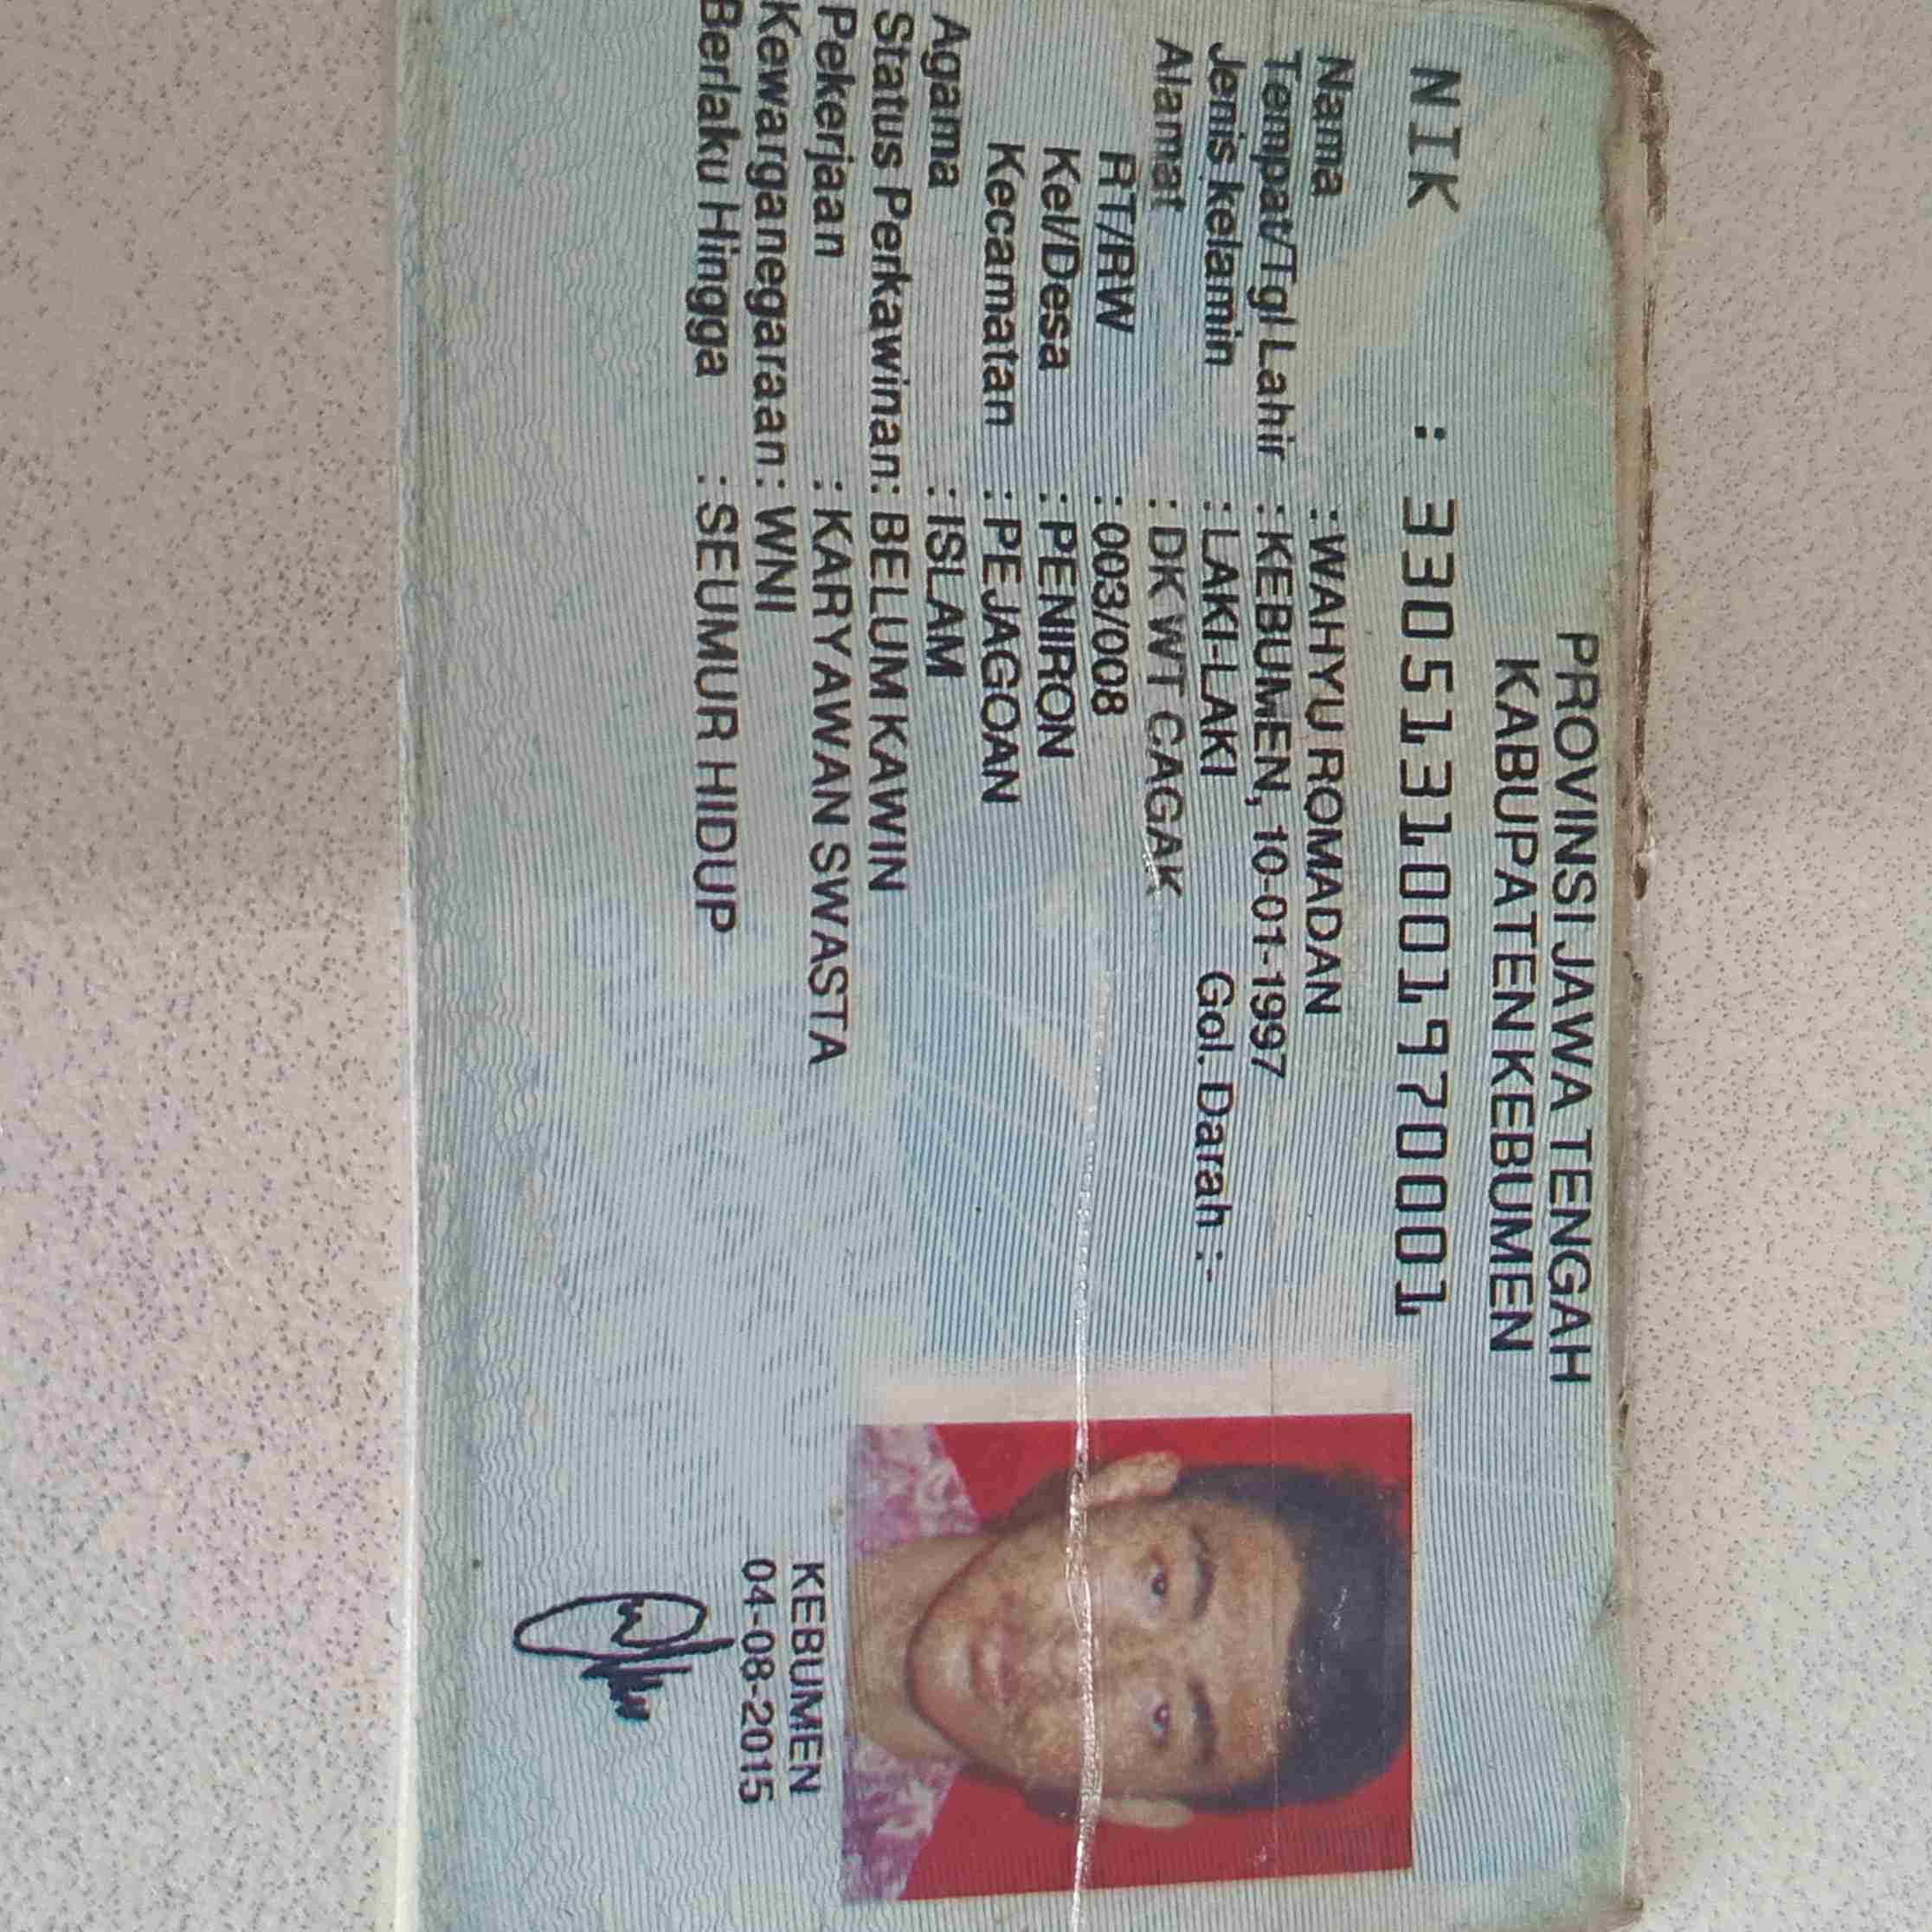 PROVINSI JAWA TENGAH
KABUPATEN KEBUMEN
NIK : 3305131001970001
Nama : WAHYU ROMADAN
Tempat/Tgl Lahir : KEBUMEN, 10-01-1997
Jenis kelamin : LAKI-LAKI Gol. Darah :-
Alamat : DK WT CAGAK
RT/RW : 003/008
Kel/Desa : PENIRON
Kecamatan : PEJAGOAN
Agama : ISLAM
Status Perkawinan: BELUM KAWIN
Pekerjaan : KARYAWAN SWASTA
Kewarganegaraan: WNI
Berlaku Hingga : SEUMUR HIDUP
KEBUMEN
04-08-2015